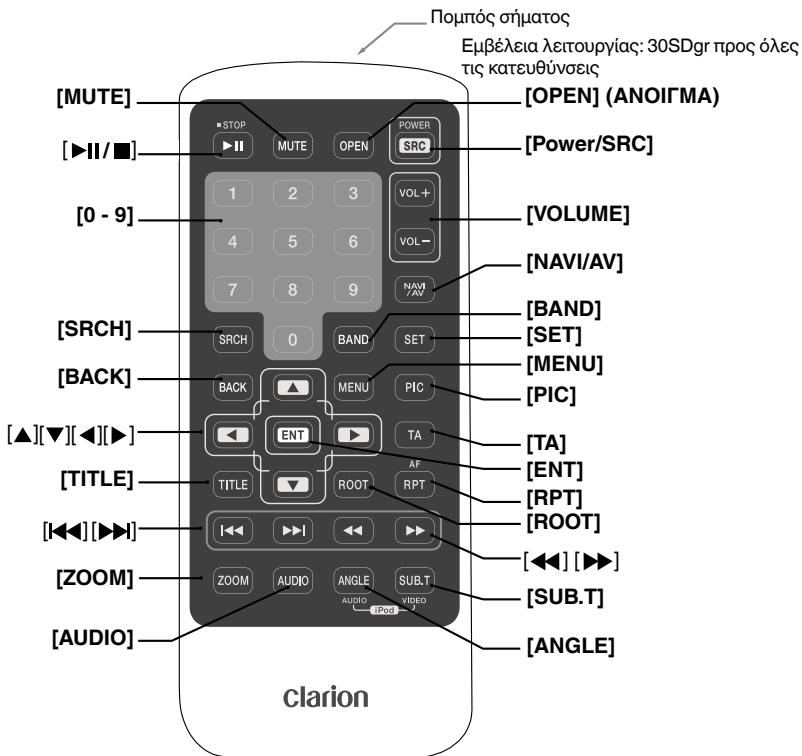 Πομπός σήματος
Εμβέλεια λειτουργίας: 30SDgr προς όλες
τις κατευθύνσεις
[MUTE]
[OPEN] (ΑΝΟΙΓΜΑ)
[▶II/■]
[Power/SRC]
[0 - 9]
[VOLUME]
[NAVI/AV]
[SRCH]
[BAND]
[SET]
[BACK]
[MENU]
[PIC]
[▲][▼][◀][▶]
[TA]
[ENT]
[TITLE]
[RPT]
[ROOT]
[I◀◀][▶▶I]
[◀◀] [▶▶]
[ZOOM]
[SUB.T]
[AUDIO]
[ANGLE]
■ STOP
POWER
▶II
MUTE
OPEN
SRC
1
2
3
VOL+
4
5
6
VOL−
7
8
9
NAVI
/AV
SRCH
0
BAND
SET
BACK
▲
MENU
PIC
◀
ENT
▶
TA
AF
TITLE
▼
ROOT
RPT
I◀◀
▶▶I
◀◀
▶▶
ZOOM
AUDIO
ANGLE
SUB.T
AUDIO
iPod
VIDEO
clarion